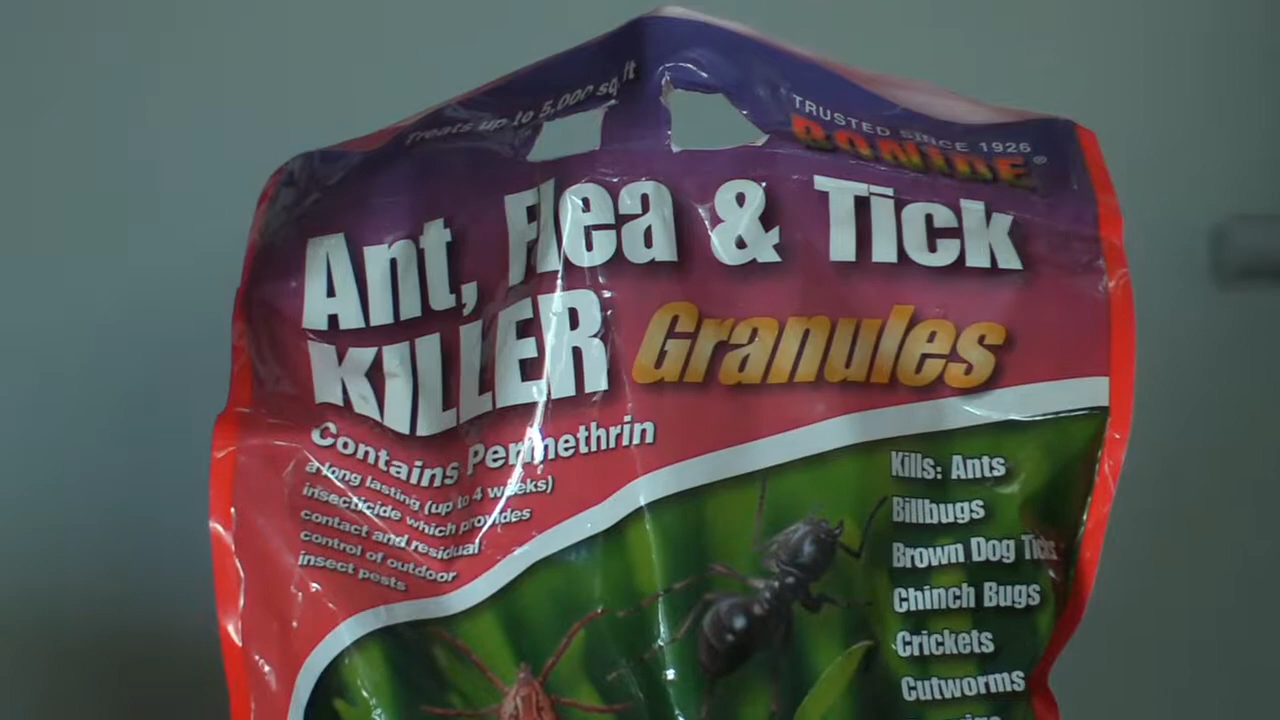 Treats up to 5,000 sq. ft
TRUSTED SINCE 1926
BONIDE®
Ant, Flea & Tick
KILLER Granules
Contains Permethrin
a long lasting (up to 4 weeks)
insecticide which provides
contact and residual
control of outdoor
insect pests
Kills: Ants
Billbugs
Brown Dog Ticks
Chinch Bugs
Crickets
Cutworms